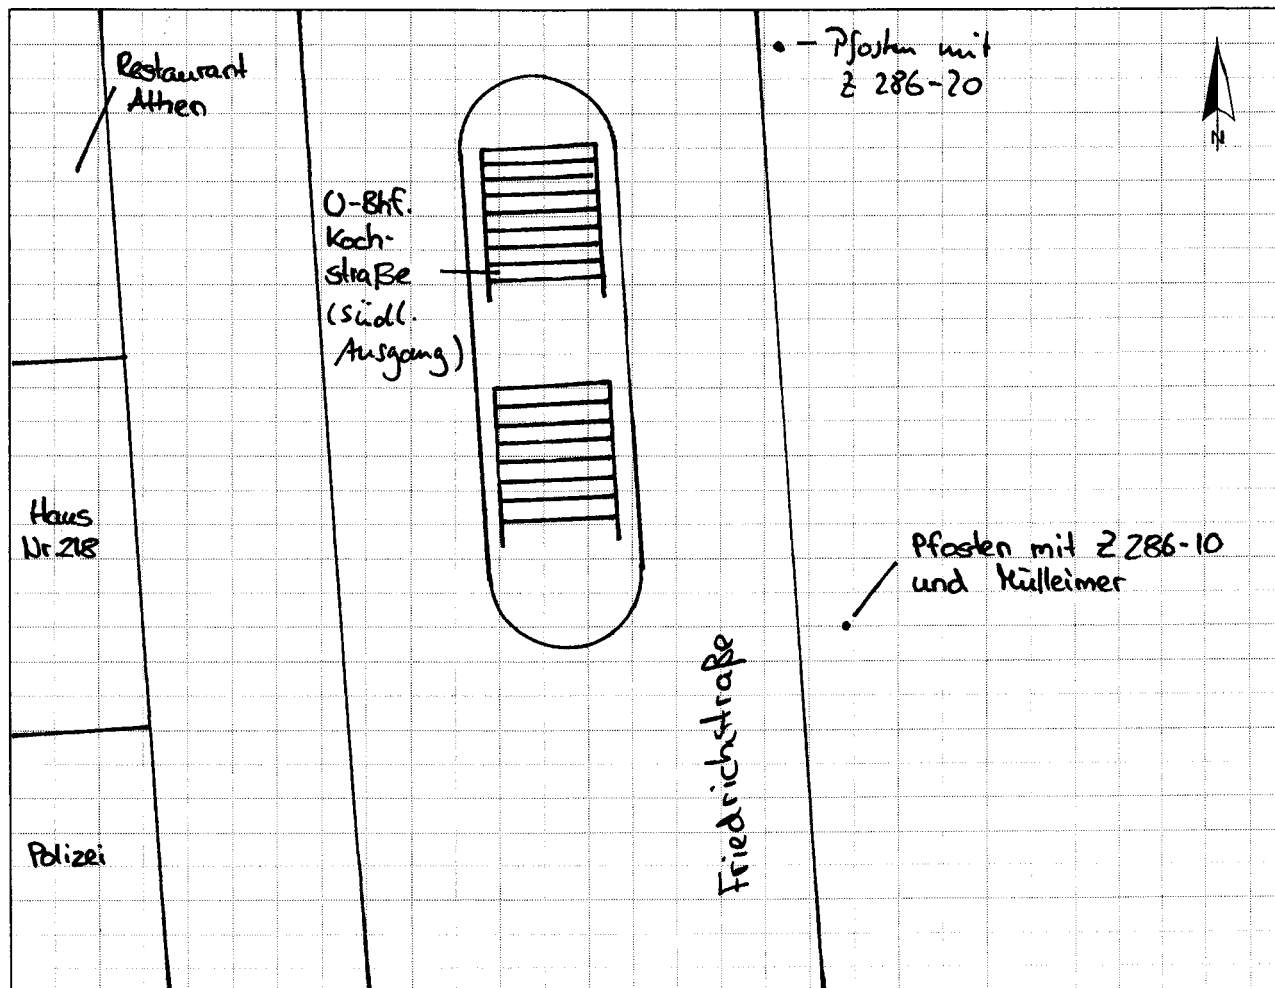 Restaurant
Athen
- Pfosten mit
Z 286-20
N
U-Bhf.
Koch-
straße
(südl.
Ausgang)
Haus
Nr. 218
Pfosten mit Z 286-10
und Mülleimer
Friedrichstraße
Polizei